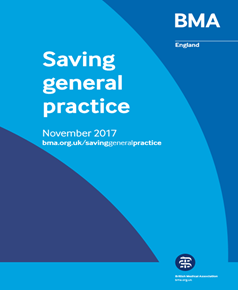 BMA
England
Saving
general
practice
November 2017
bma.org.uk/savinggeneralpractice
British Medical Association
bma.org.uk